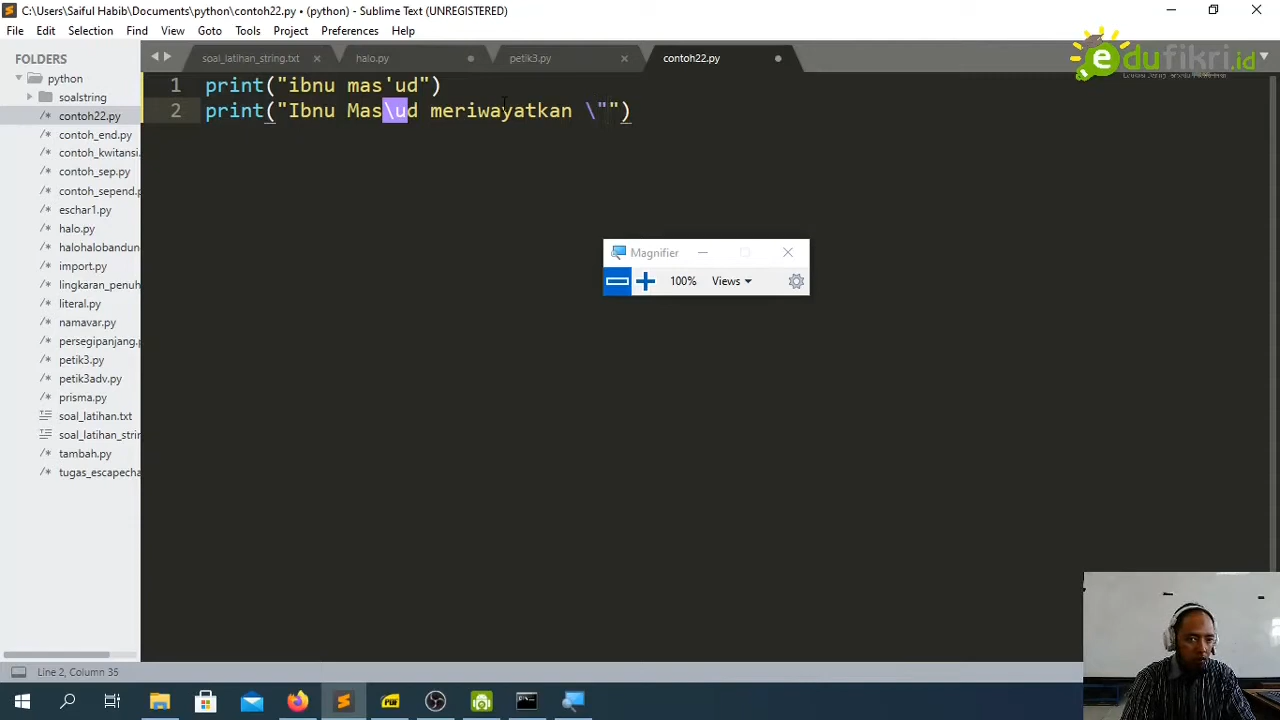 C:\Users\Saiful Habib\Documents\python\contoh22.py • (python) - Sublime Text (UNREGISTERED)
File Edit Selection Find View Goto Tools Project Preferences Help
FOLDERS
python
soalstring
contoh22.py
contoh_end.py
contoh_kwitansi.
contoh_sep.py
contoh_sepend.p
eschar1.py
halo.py
halohalobandung
import.py
lingkaran_penuh
literal.py
namavar.py
persegipanjang.p
petik3.py
petik3adv.py
prisma.py
soal_latihan.txt
soal_latihan_strin
tambah.py
tugas_escapecha
soal_latihan_string.txt halo.py petik3.py contoh22.py
edufikri.id
1 print("ibnu mas'ud")
2 print("Ibnu Mas\ud meriwayatkan \"")
Magnifier
100% Views
Line 2, Column 35